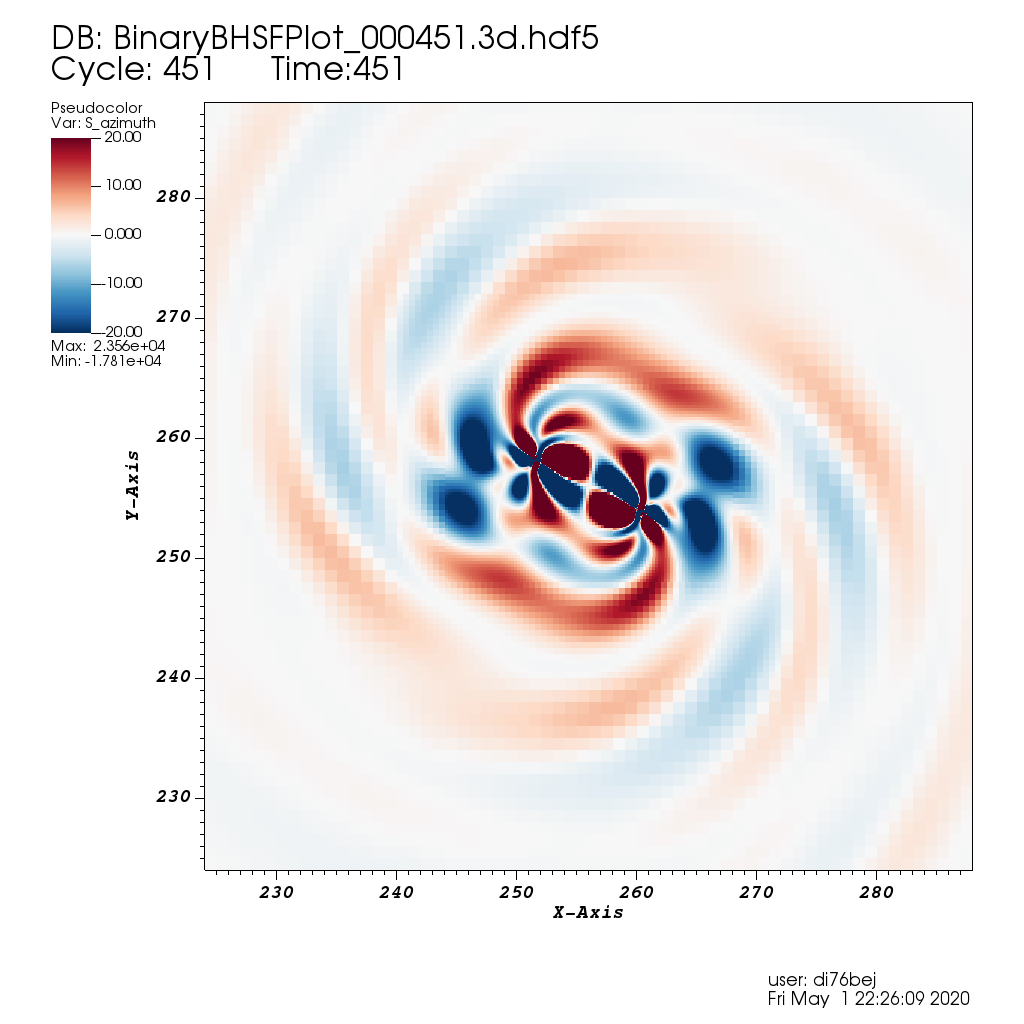 DB: BinaryBHSFPlot_000451.3d.hdf5
Cycle: 451 Time:451
Pseudocolor
Var: S_azimuth
20.00
10.00
0.000
-10.00
-20.00
Max: 2.356e+04
Min: -1.781e+04
280
270
260
250
240
230
Y-Axis
230 240 250 260 270 280
X-Axis
user: di76bej
Fri May 1 22:26:09 2020